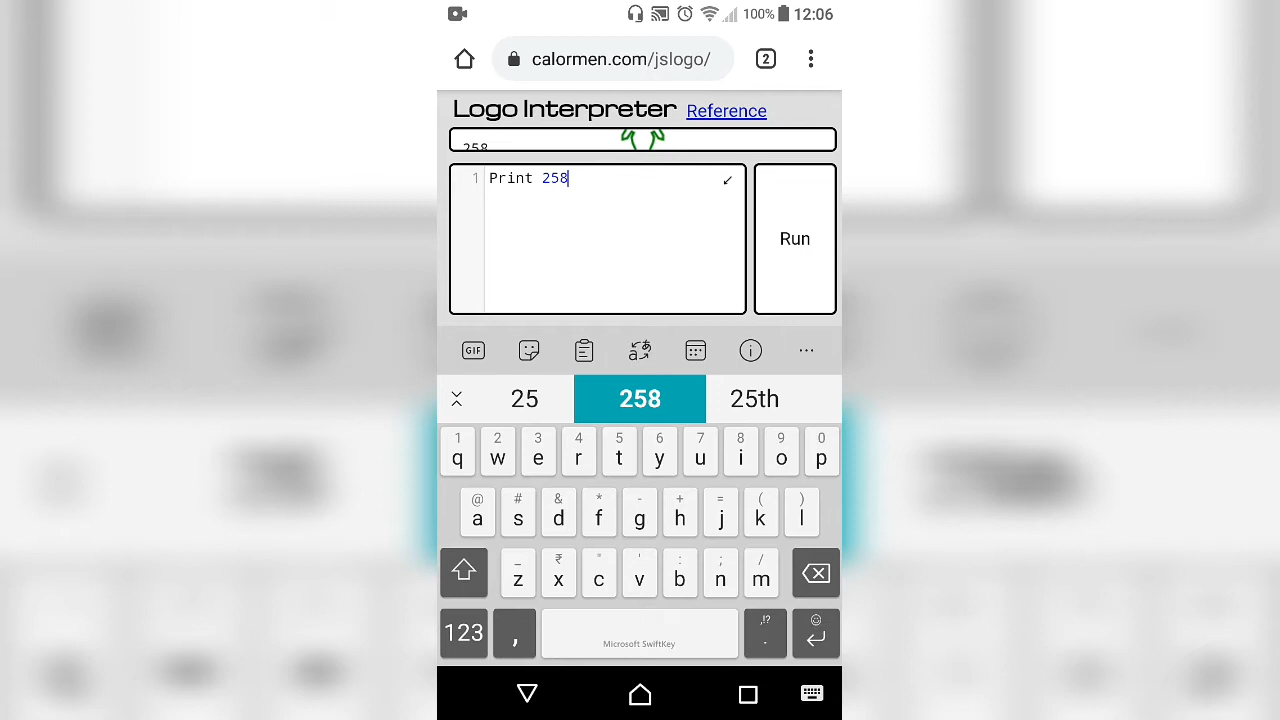 100% 12:06
calormen.com/jslogo/ 2
Logo Interpreter Reference
258
1 Print 258
Run
GIF
25 258 25th
1 2 3 4 5 6 7 8 9 0
q w e r t y u i o p
@ # & * - + = ( )
a s d f g h j k l
_ ₹ " ' : ; /
z x c v b n m
123 , Microsoft SwiftKey ,!? .